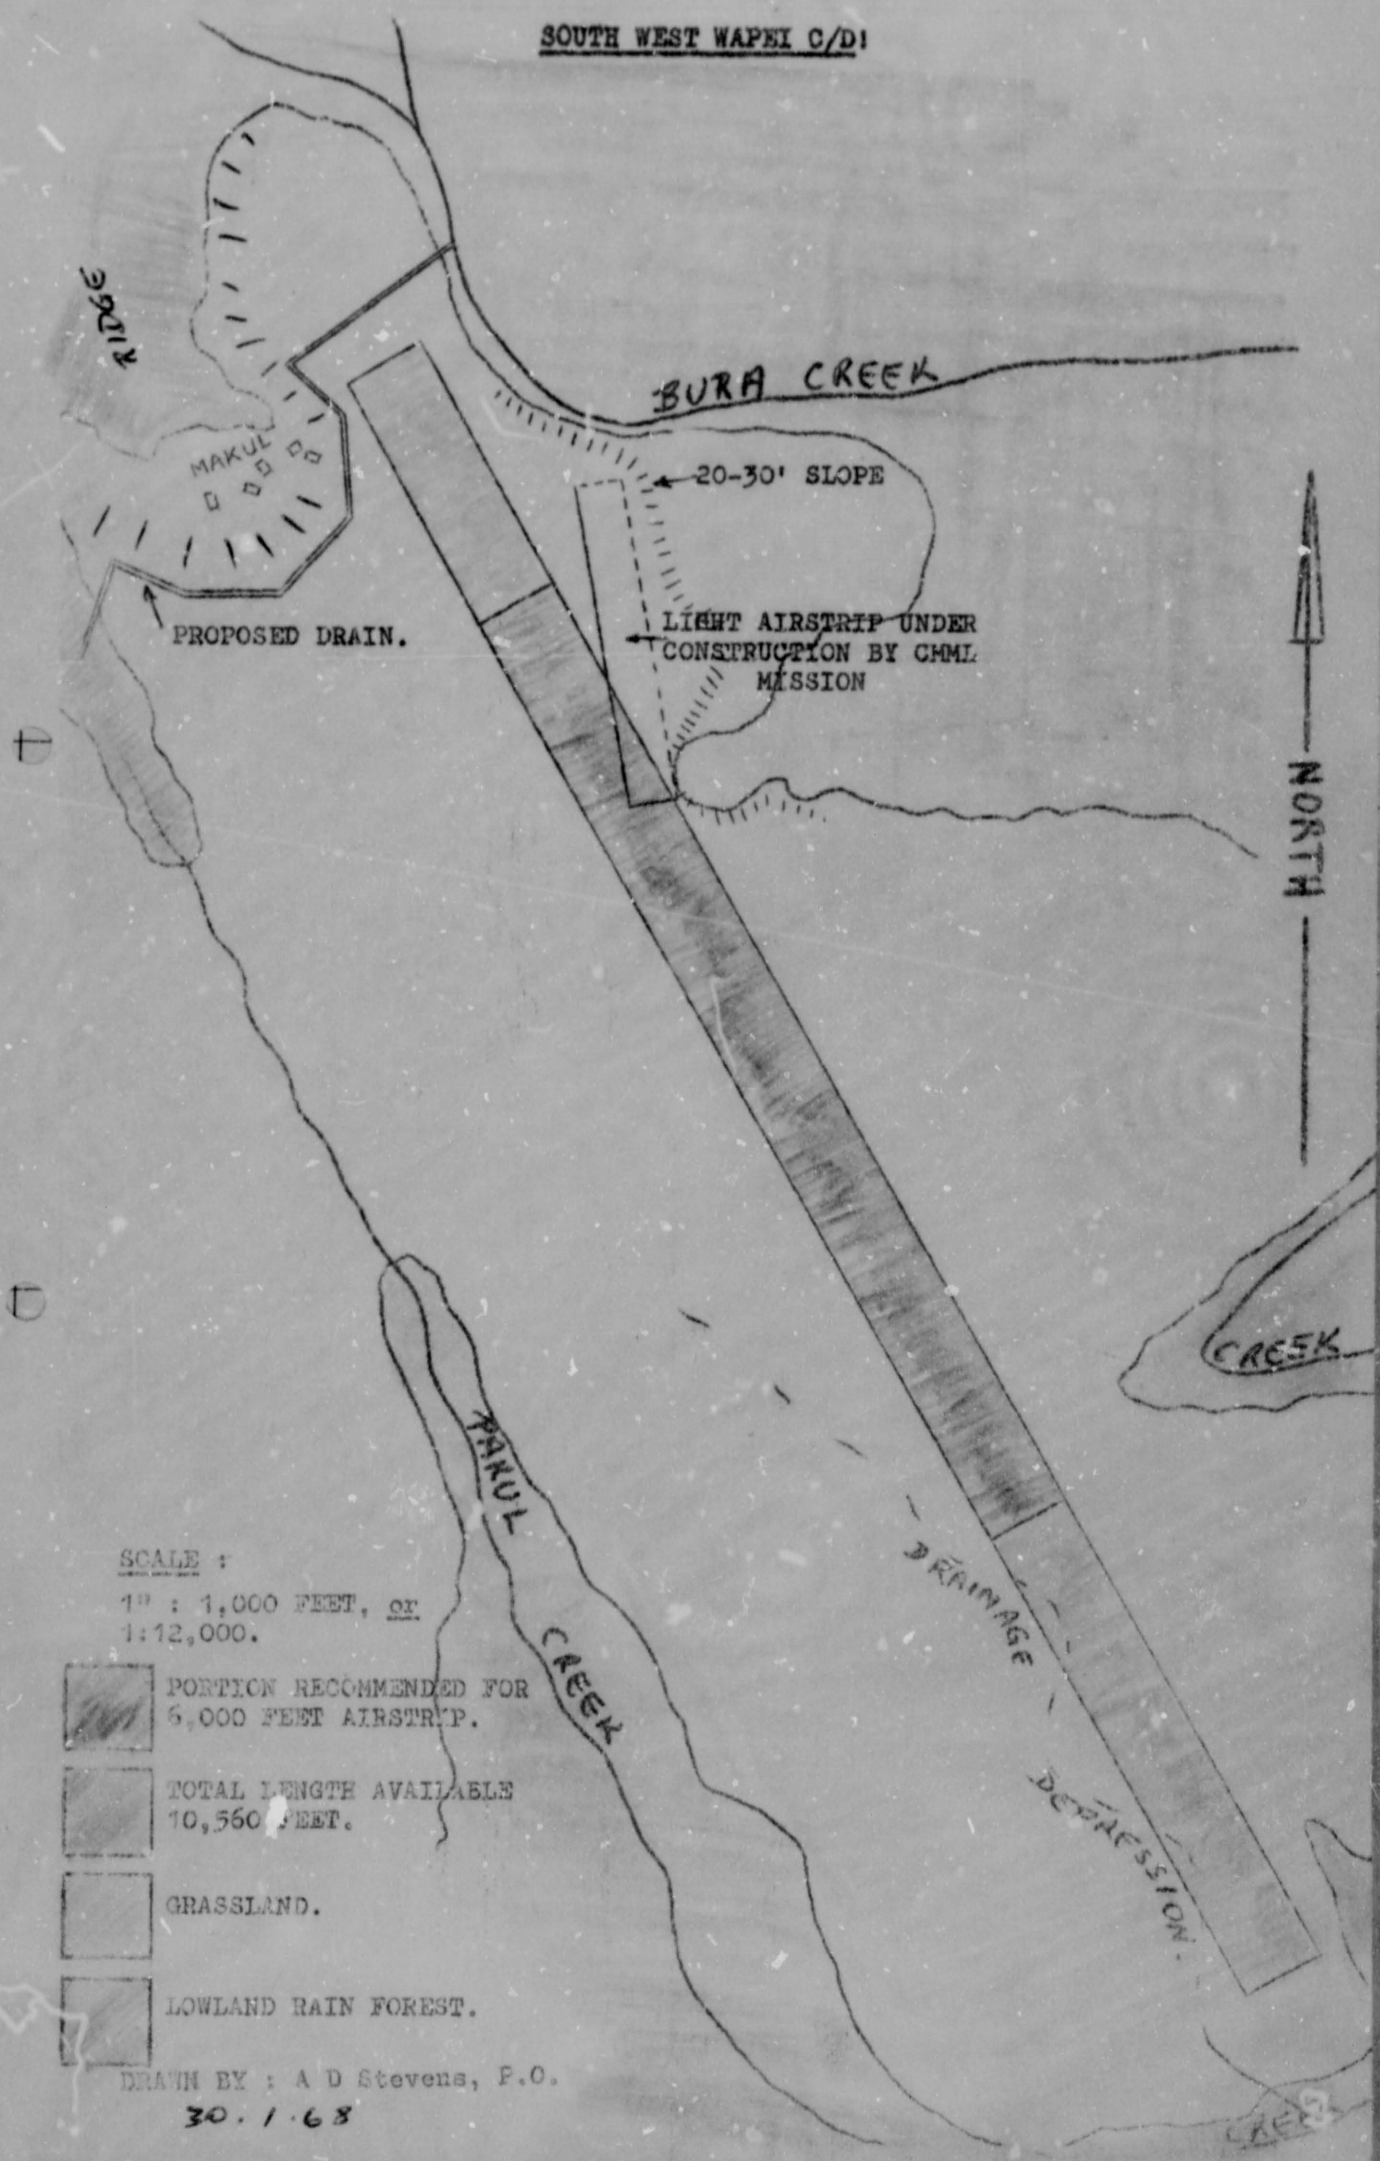 SOUTH WEST WAPEI C/D:
RIDGE
BURA CREEK
MAKUL
20-30' SLOPE
PROPOSED DRAIN.
LIGHT AIRSTRIP UNDER
CONSTRUCTION BY CMML
MISSION
NORTH
CREEK
PAKUL
CREEK
DRAINAGE
DEPRESSION.
SCALE :
1" : 1,000 FEET, or
1:12,000.
PORTION RECOMMENDED FOR
6,000 FEET AIRSTRIP.
TOTAL LENGTH AVAILABLE
10,560 FEET.
GRASSLAND.
LOWLAND RAIN FOREST.
DRAWN BY : A D Stevens, P.O.
30.1.68
CREEK